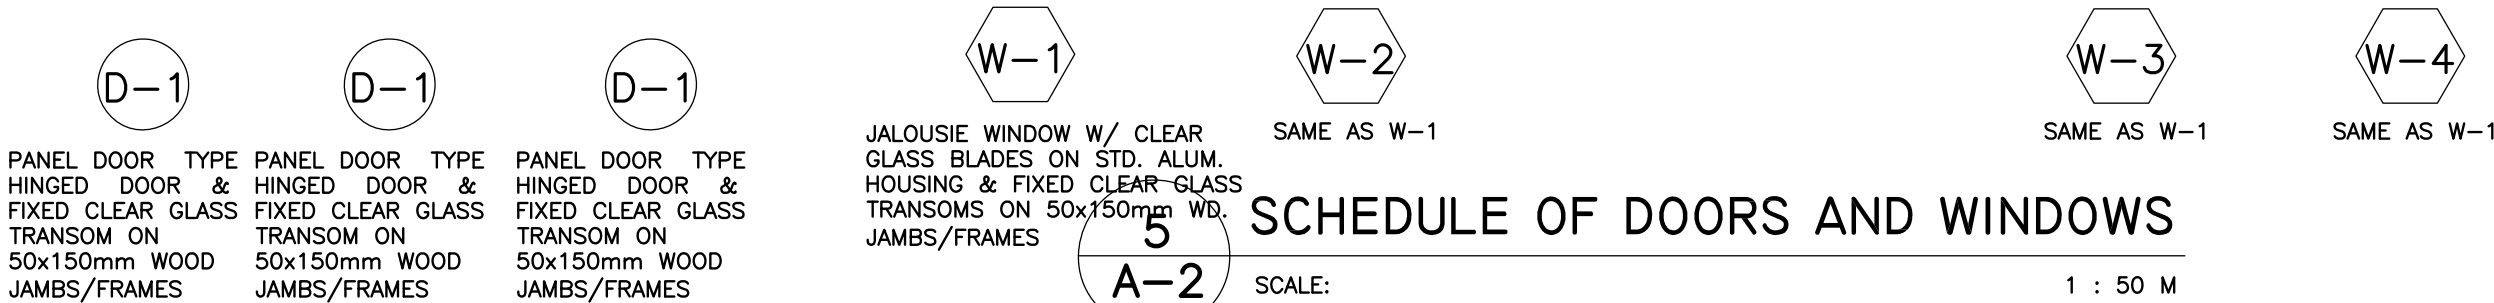 D-1
PANEL DOOR TYPE
HINGED DOOR &
FIXED CLEAR GLASS
TRANSOM ON
50x150mm WOOD
JAMBS/FRAMES
D-1
PANEL DOOR TYPE
HINGED DOOR &
FIXED CLEAR GLASS
TRANSOM ON
50x150mm WOOD
JAMBS/FRAMES
D-1
PANEL DOOR TYPE
HINGED DOOR &
FIXED CLEAR GLASS
TRANSOM ON
50x150mm WOOD
JAMBS/FRAMES
W-1
JALOUSIE WINDOW W/ CLEAR
GLASS BLADES ON STD. ALUM.
HOUSING & FIXED CLEAR GLASS
TRANSOMS ON 50x150mm WD.
JAMBS/FRAMES
W-2
SAME AS W-1
W-3
SAME AS W-1
W-4
SAME AS W-1
5
A-2
SCHEDULE OF DOORS AND WINDOWS
SCALE: 1 : 50 M